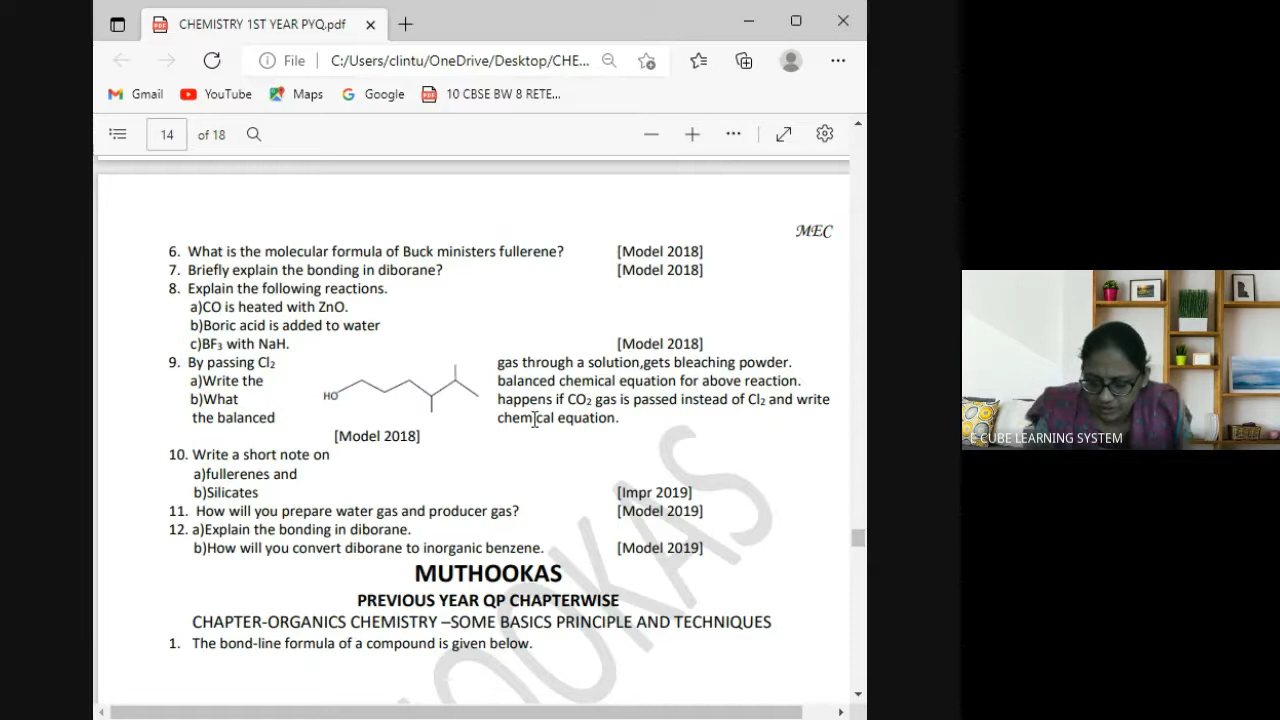 CHEMISTRY 1ST YEAR PYQ.pdf
File C:/Users/clintu/OneDrive/Desktop/CHE...
Gmail YouTube Maps Google 10 CBSE BW 8 RETE...
14 of 18
MEC
6. What is the molecular formula of Buck ministers fullerene? [Model 2018]
7. Briefly explain the bonding in diborane? [Model 2018]
8. Explain the following reactions.
a)CO is heated with ZnO.
b)Boric acid is added to water
c)BF₃ with NaH. [Model 2018]
9. By passing Cl₂ gas through a solution,gets bleaching powder.
a)Write the balanced chemical equation for above reaction.
b)What happens if CO₂ gas is passed instead of Cl₂ and write
the balanced chemical equation.
HO
[Model 2018]
10. Write a short note on
a)fullerenes and
b)Silicates [Impr 2019]
11. How will you prepare water gas and producer gas? [Model 2019]
12. a)Explain the bonding in diborane.
b)How will you convert diborane to inorganic benzene. [Model 2019]
MUTHOOKAS
PREVIOUS YEAR QP CHAPTERWISE
CHAPTER-ORGANICS CHEMISTRY –SOME BASICS PRINCIPLE AND TECHNIQUES
1. The bond-line formula of a compound is given below.
CUBE LEARNING SYSTEM